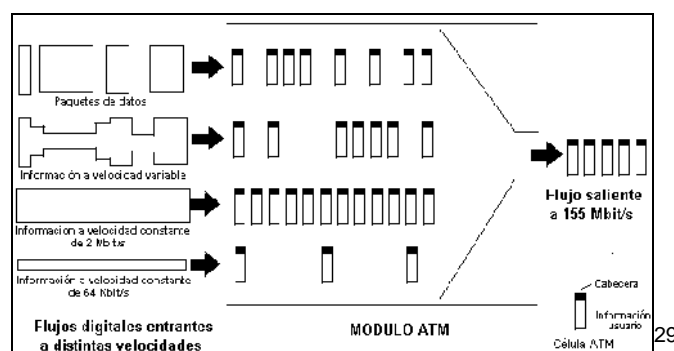 Paquetes de datos
Información a velocidad variable
Información a velocidad constante
de 2 Mbit/s
Información a velocidad constante
de 64 Kbit/s
Flujos digitales entrantes
a distintas velocidades
MODULO ATM
Flujo saliente
a 155 Mbit/s
Cabecera
Información
usuario
Célula ATM
29